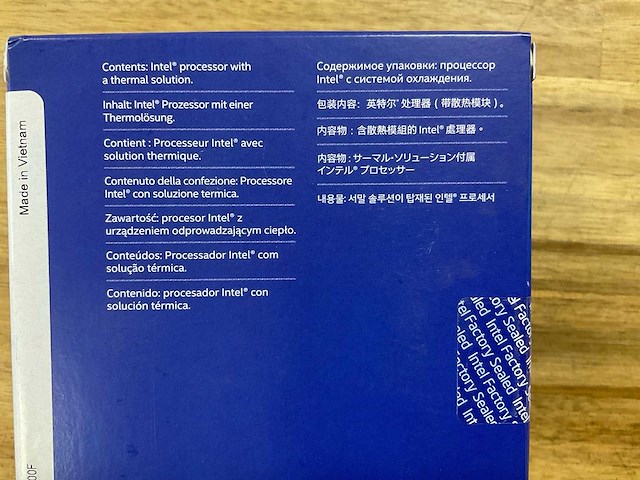 Contents: Intel® processor with
a thermal solution.
Inhalt: Intel® Prozessor mit einer
Thermolösung.
Contient : Processeur Intel® avec
solution thermique.
Contenuto della confezione: Processore
Intel® con soluzione termica.
Zawartość: procesor Intel® z
urządzeniem odprowadzającym ciepło.
Conteúdos: Processador Intel® com
solução térmica.
Contenido: procesador Intel® con
solución térmica.
Содержимое упаковки: процессор
Intel® с системой охлаждения.
包装内容: 英特尔® 处理器 ( 带散热模块 ) 。
內容物 : 含散熱模組的 Intel® 處理器。
内容物 : サーマル・ソリューション付属
インテル® プロセッサー
내용물: 서말 솔루션이 탑재된 인텔® 프로세서
Made in Vietnam
00F
Intel Factory Sealed
Intel Factory Sealed
Intel Factory Sealed